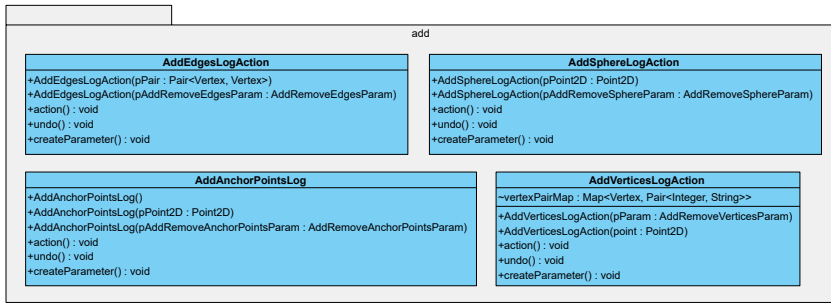 add
AddEdgesLogAction
+AddEdgesLogAction(pPair : Pair<Vertex, Vertex>)
+AddEdgesLogAction(pAddRemoveEdgesParam : AddRemoveEdgesParam)
+action() : void
+undo() : void
+createParameter() : void
AddSphereLogAction
+AddSphereLogAction(pPoint2D : Point2D)
+AddSphereLogAction(pAddRemoveSphereParam : AddRemoveSphereParam)
+action() : void
+undo() : void
+createParameter() : void
AddAnchorPointsLog
+AddAnchorPointsLog()
+AddAnchorPointsLog(pPoint2D : Point2D)
+AddAnchorPointsLog(pAddRemoveAnchorPointsParam : AddRemoveAnchorPointsParam)
+action() : void
+undo() : void
+createParameter() : void
AddVerticesLogAction
~vertexPairMap : Map<Vertex, Pair<Integer, String>>
+AddVerticesLogAction(pParam : AddRemoveVerticesParam)
+AddVerticesLogAction(point : Point2D)
+action() : void
+undo() : void
+createParameter() : void